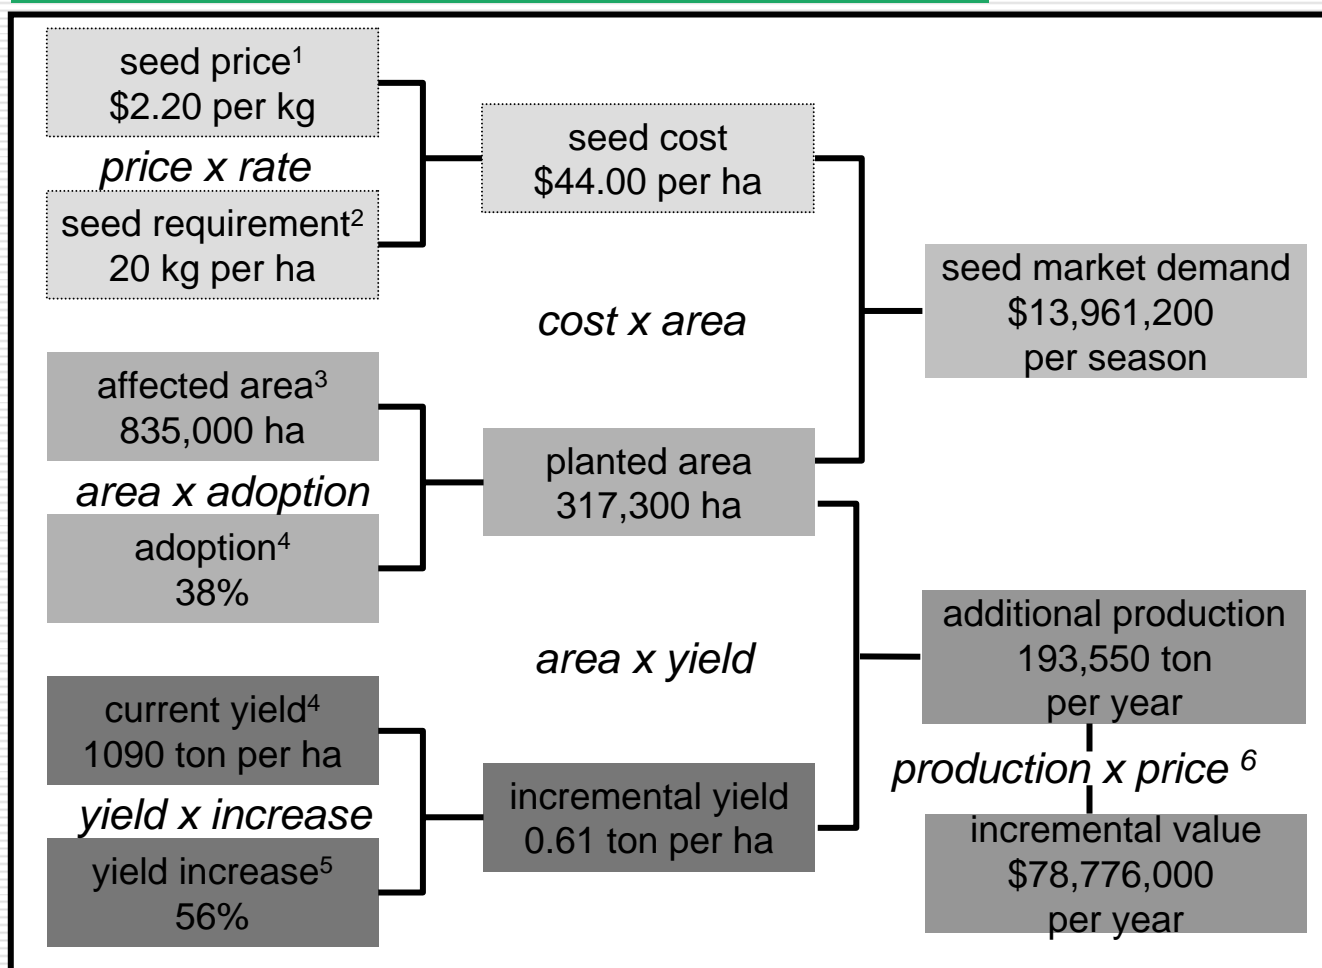 seed price¹
$2.20 per kg
price x rate
seed requirement²
20 kg per ha
seed cost
$44.00 per ha
cost x area
seed market demand
$13,961,200
per season
affected area³
835,000 ha
area x adoption
adoption⁴
38%
planted area
317,300 ha
area x yield
additional production
193,550 ton
per year
current yield⁴
1090 ton per ha
yield x increase
yield increase⁵
56%
incremental yield
0.61 ton per ha
production x price ⁶
incremental value
$78,776,000
per year